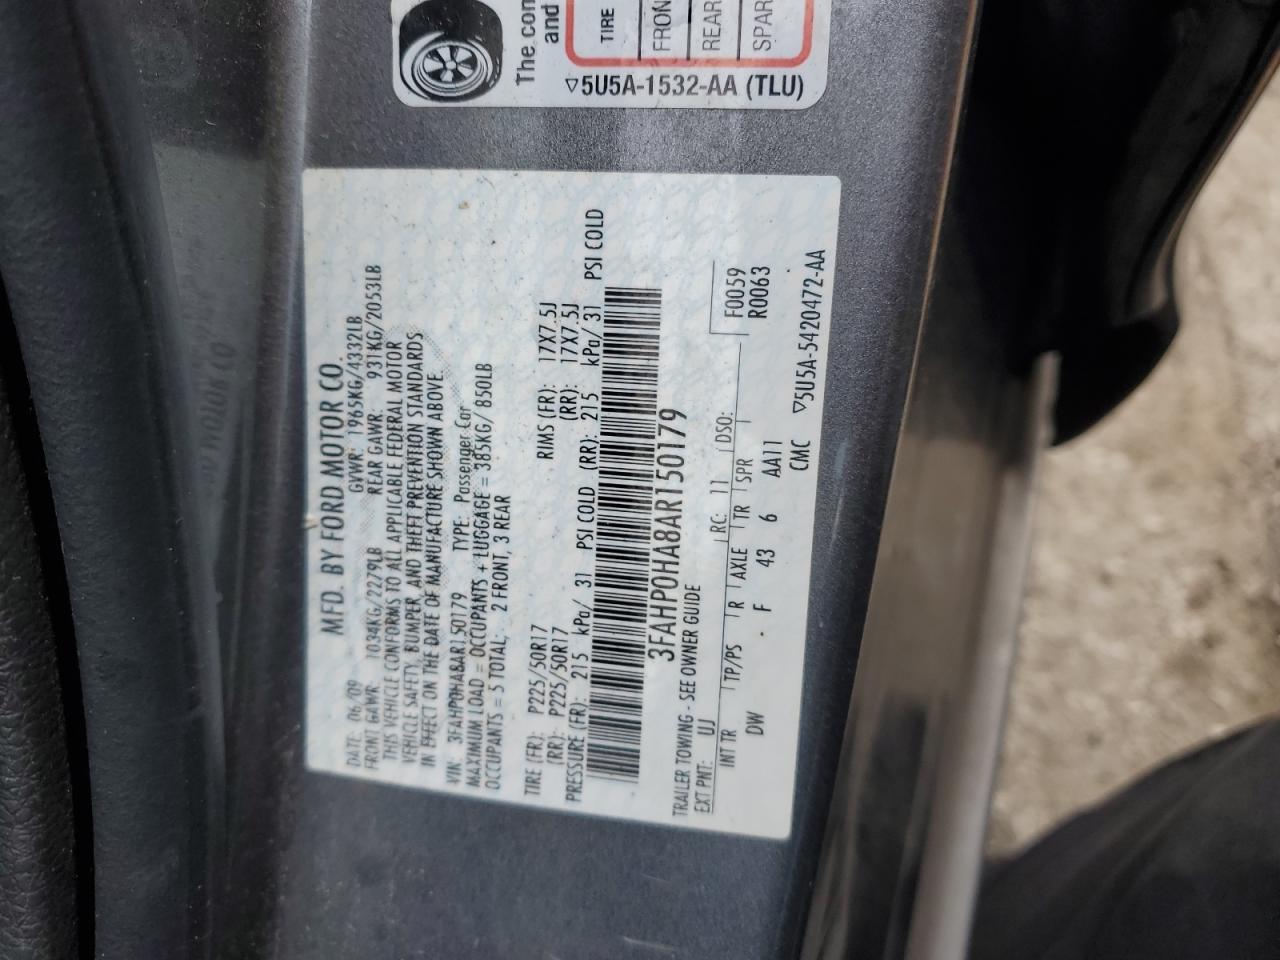 The con
and
TIRE
FRON
REAR
SPAR
▽5U5A-1532-AA (TLU)
MFD. BY FORD MOTOR CO.
DATE: 06/09 GVWR: 1965KG/4332LB
FRONT GAWR: 1034KG/2279LB REAR GAWR: 931KG/2053LB
THIS VEHICLE CONFORMS TO ALL APPLICABLE FEDERAL MOTOR
VEHICLE SAFETY, BUMPER, AND THEFT PREVENTION STANDARDS
IN EFFECT ON THE DATE OF MANUFACTURE SHOWN ABOVE.
VIN: 3FAHP0HA8AR150179 TYPE: Passenger Car
MAXIMUM LOAD = OCCUPANTS + LUGGAGE = 385KG/ 850LB
OCCUPANTS = 5 TOTAL; 2 FRONT, 3 REAR
TIRE (FR): P225/50R17 RIMS (FR): 17X7.5J
(RR): P225/50R17 (RR): 17X7.5J
PRESSURE (FR): 215 kPa/ 31 PSI COLD (RR): 215 kPa/ 31 PSI COLD
3FAHP0HA8AR150179
TRAILER TOWING - SEE OWNER GUIDE
EXT PNT: UJ RC: 11 DSO: F0059
INT TR TP/PS R AXLE TR SPR R0063
DW F 43 6 AA11
CMC ▽5U5A-5420472-AA